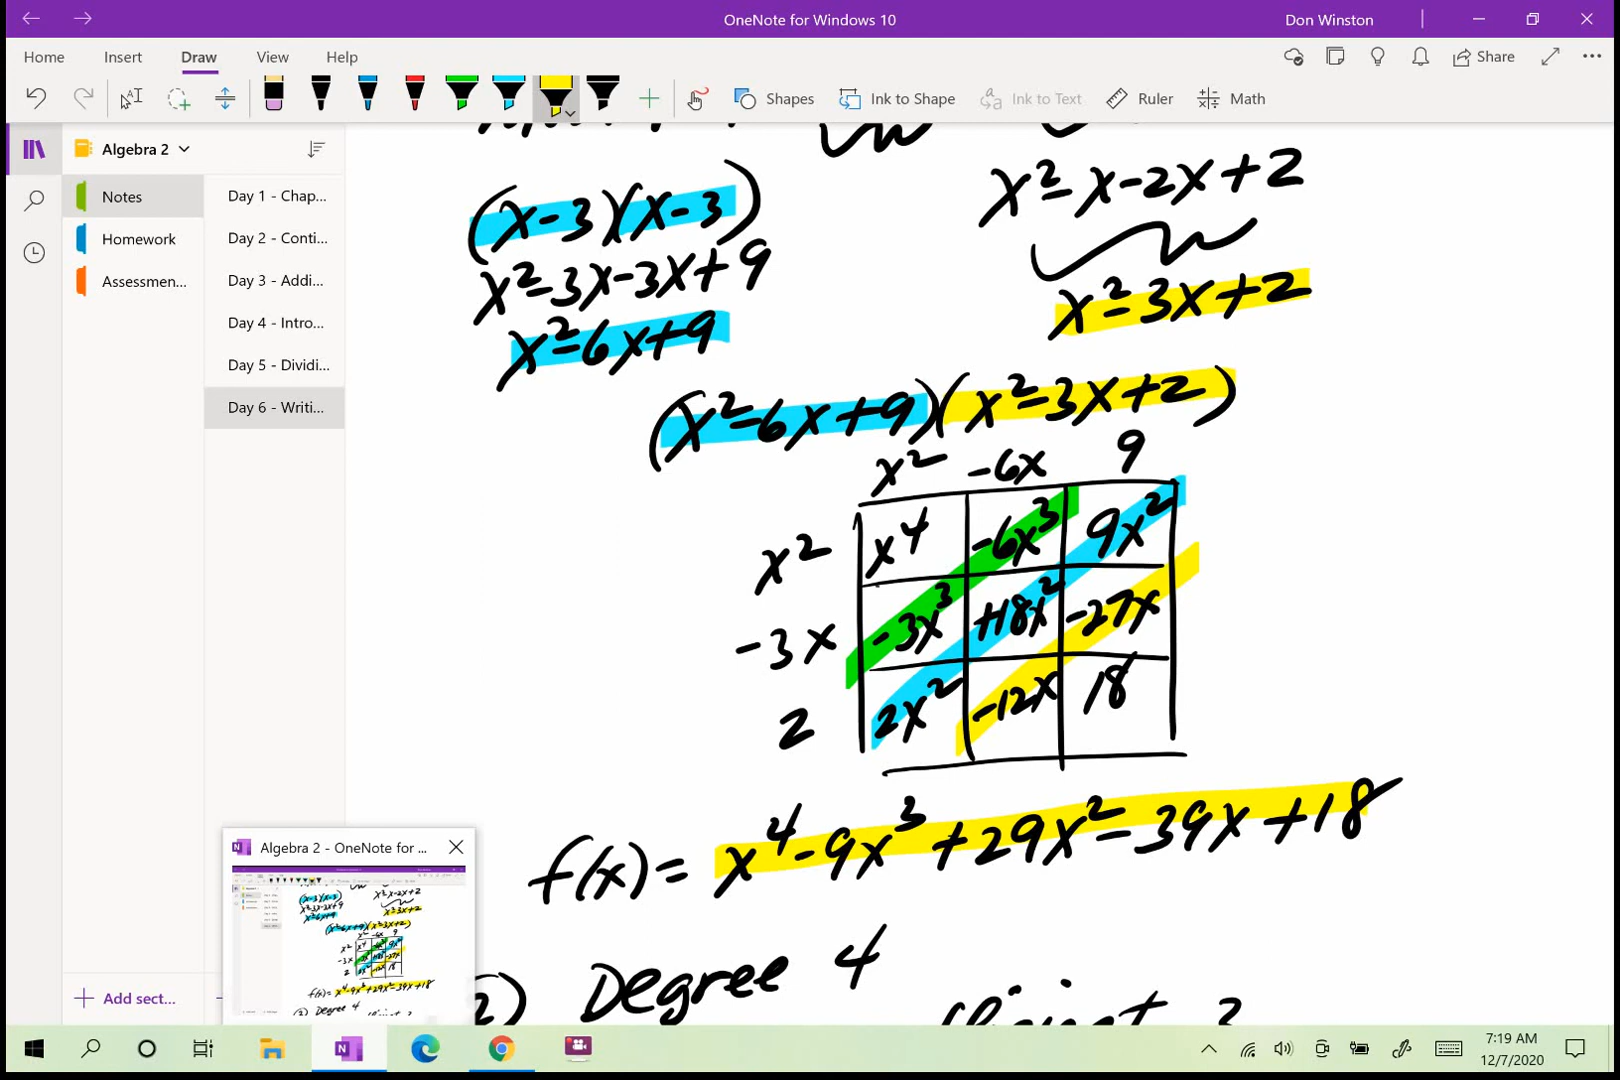 OneNote for Windows 10
Don Winston
Home Insert Draw View Help
Share
Shapes Ink to Shape Ink to Text Ruler Math
Algebra 2
Notes
Homework
Assessmen...
Day 1 - Chap...
Day 2 - Conti...
Day 3 - Addi...
Day 4 - Intro...
Day 5 - Dividi...
Day 6 - Writi...
(x-3)(x-3)
x²-3x-3x+9
x²-6x+9
x²-x-2x+2
x²-3x+2
(x²-6x+9)(x²-3x+2)
x² -6x 9
x² x⁴ -6x³ 9x²
-3x -3x³ +18x² -27x
2 2x² -12x 18
f(x)= x⁴-9x³+29x²-39x+18
Degree 4
Algebra 2 - OneNote for ...
Add sect...
7:19 AM
12/7/2020